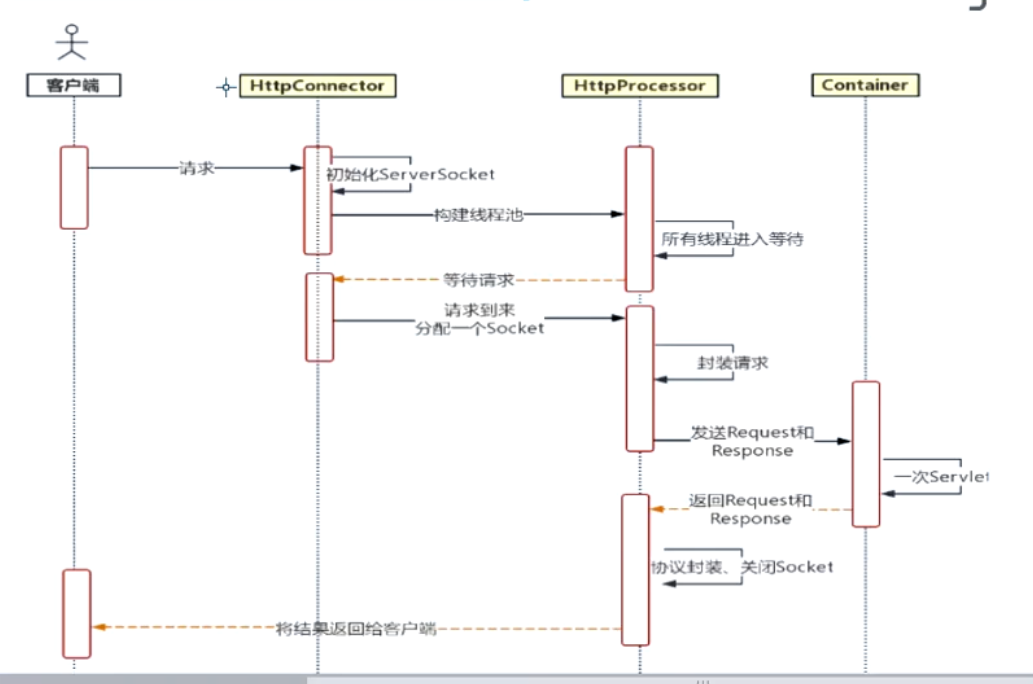 客户端
HttpConnector
HttpProcessor
Container
请求
初始化ServerSocket
构建线程池
所有线程进入等待
等待请求
请求到来
分配一个Socket
封装请求
发送Request和
Response
一次Servlet
返回Request和
Response
协议封装、关闭Socket
将结果返回给客户端